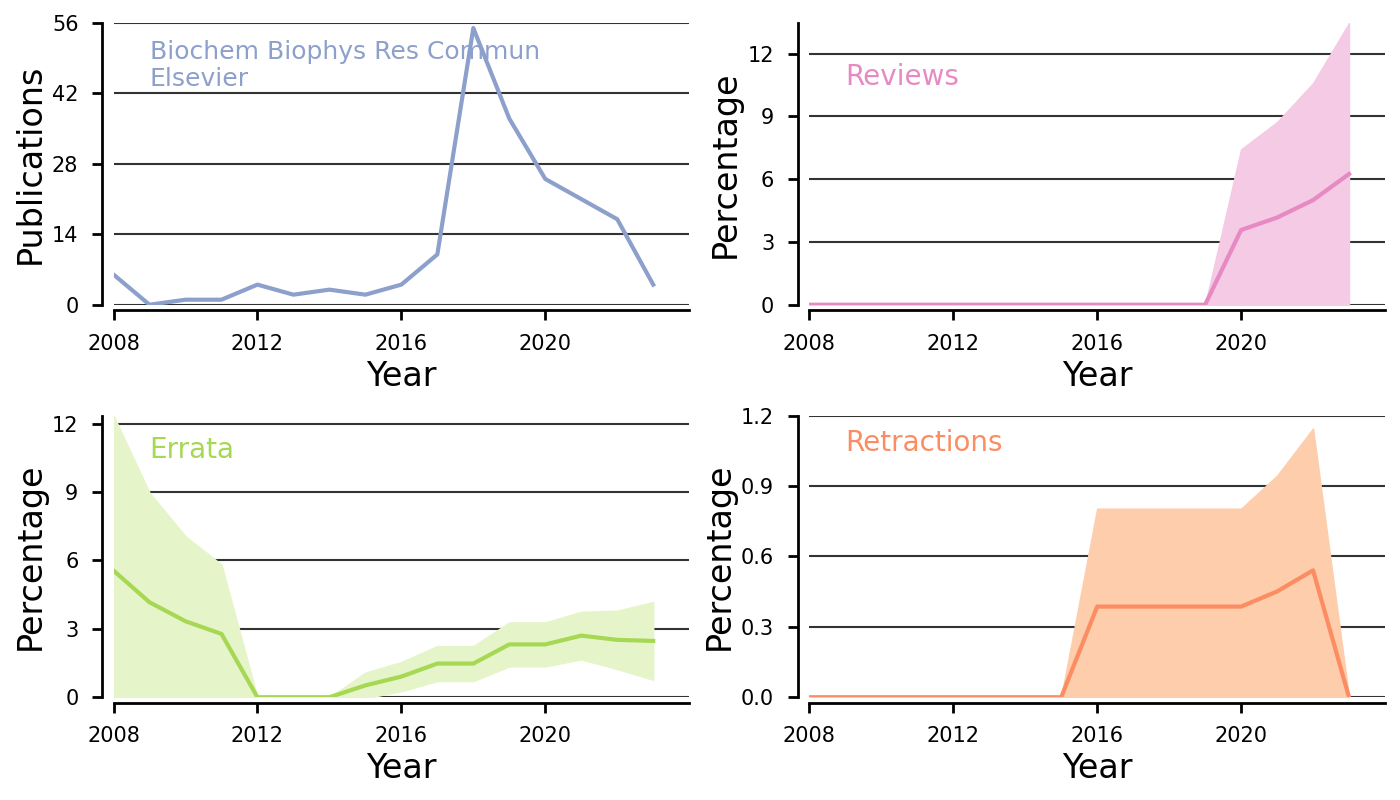 56
42
28
14
0
Publications
Biochem Biophys Res Commun
Elsevier
2008 2012 2016 2020
Year
12
9
6
3
0
Percentage
Reviews
2008 2012 2016 2020
Year
12
9
6
3
0
Percentage
Errata
2008 2012 2016 2020
Year
1.2
0.9
0.6
0.3
0.0
Percentage
Retractions
2008 2012 2016 2020
Year